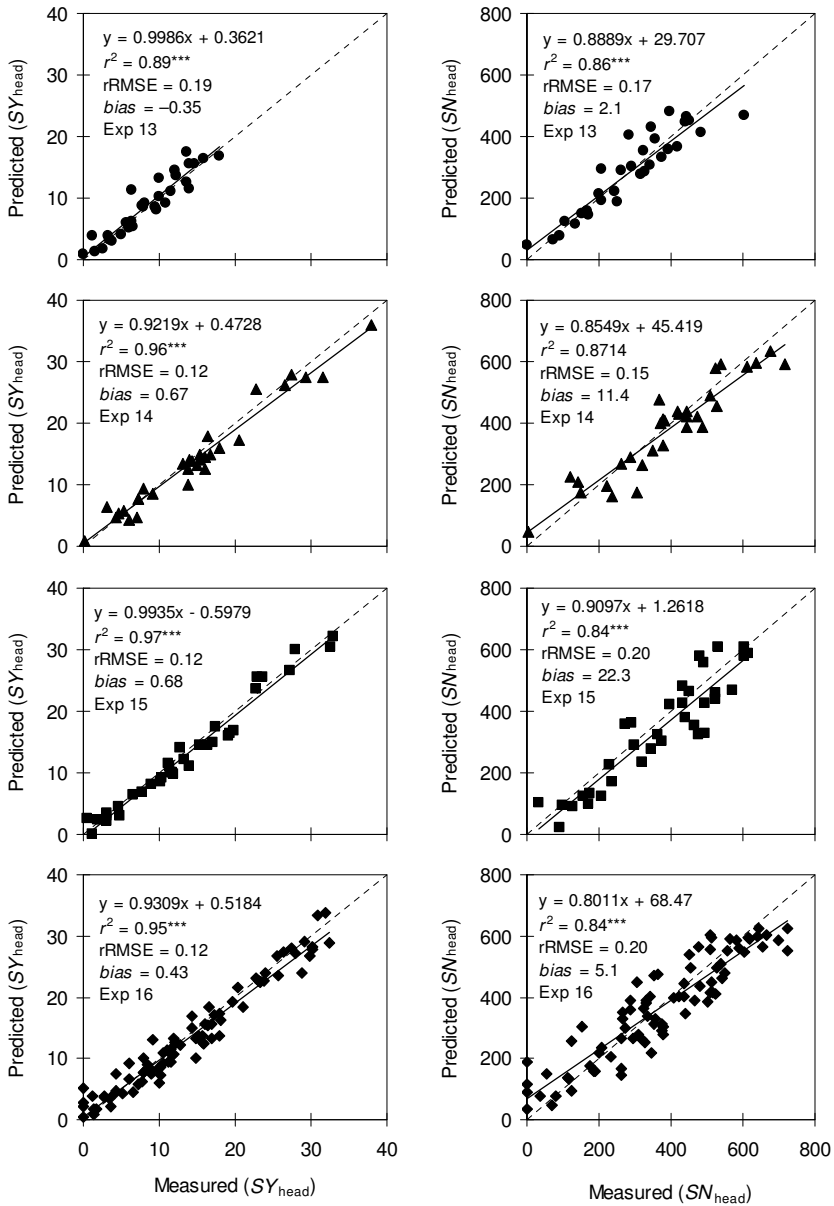 40
30
20
10
0
Predicted (SYhead)
y = 0.9986x + 0.3621
r² = 0.89***
rRMSE = 0.19
bias = –0.35
Exp 13
800
600
400
200
0
Predicted (SNhead)
y = 0.8889x + 29.707
r² = 0.86***
rRMSE = 0.17
bias = 2.1
Exp 13
40
30
20
10
0
Predicted (SYhead)
y = 0.9219x + 0.4728
r² = 0.96***
rRMSE = 0.12
bias = 0.67
Exp 14
800
600
400
200
0
Predicted (SNhead)
y = 0.8549x + 45.419
r² = 0.8714
rRMSE = 0.15
bias = 11.4
Exp 14
40
30
20
10
0
Predicted (SYhead)
y = 0.9935x - 0.5979
r² = 0.97***
rRMSE = 0.12
bias = 0.68
Exp 15
800
600
400
200
0
Predicted (SNhead)
y = 0.9097x + 1.2618
r² = 0.84***
rRMSE = 0.20
bias = 22.3
Exp 15
40
30
20
10
0
Predicted (SYhead)
y = 0.9309x + 0.5184
r² = 0.95***
rRMSE = 0.12
bias = 0.43
Exp 16
0 10 20 30 40
Measured (SYhead)
800
600
400
200
0
Predicted (SNhead)
y = 0.8011x + 68.47
r² = 0.84***
rRMSE = 0.20
bias = 5.1
Exp 16
0 200 400 600 800
Measured (SNhead)